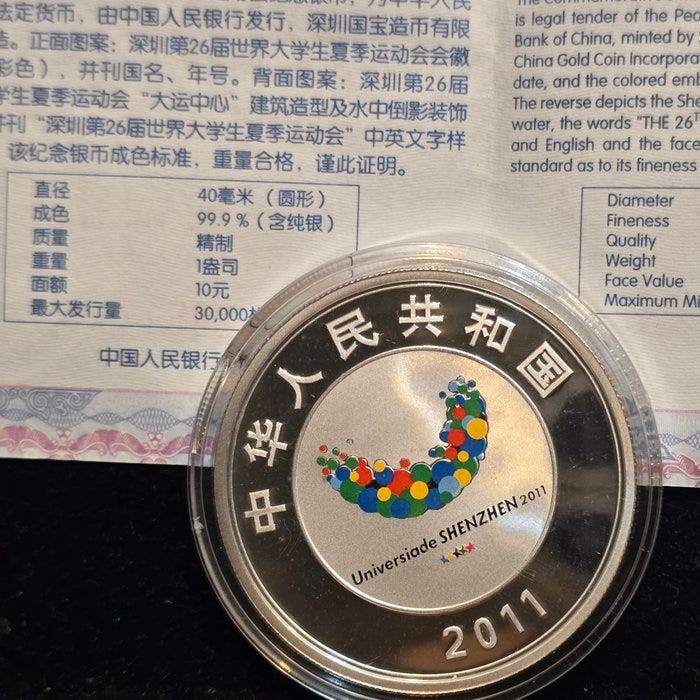 法定货币，由中国人民银行发行，深圳国宝造币有限
正面图案：深圳第26届世界大学生夏季运动会会徽
彩色），并刊国名、年号。背面图案：深圳第26届
学生夏季运动会“大运中心”建筑造型及水中倒影装饰
并刊“深圳第26届世界大学生夏季运动会”中英文字样
该纪念银币成色标准，重量合格，谨此证明。
直径 40毫米（圆形）
成色 99.9％（含纯银）
质量 精制
重量 1盎司
面额 10元
最大发行量 30,000
中国人民银行
is legal tender of the Peo
Bank of China, minted by
China Gold Coin Incorpora
date, and the colored em
The reverse depicts the Sh
water, the words "THE 26T
and English and the face
standard as to its fineness
Diameter
Fineness
Quality
Weight
Face Value
Maximum Mi
中华人民共和国
Universiade SHENZHEN 2011
2011